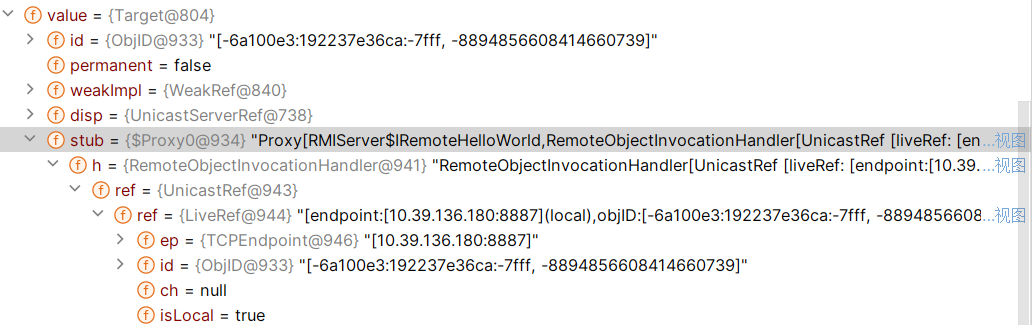 value = {Target@804}
id = {ObjID@933} "[-6a100e3:192237e36ca:-7fff, -8894856608414660739]"
permanent = false
weakImpl = {WeakRef@840}
disp = {UnicastServerRef@738}
stub = {$Proxy0@934} "Proxy[RMIServer$IRemoteHelloWorld,RemoteObjectInvocationHandler[UnicastRef [liveRef: [en ...视图
h = {RemoteObjectInvocationHandler@941} "RemoteObjectInvocationHandler[UnicastRef [liveRef: [endpoint:[10.39. ...视图
ref = {UnicastRef@943}
ref = {LiveRef@944} "[endpoint:[10.39.136.180:8887](local),objID:[-6a100e3:192237e36ca:-7fff, -8894856608 ...视图
ep = {TCPEndpoint@946} "[10.39.136.180:8887]"
id = {ObjID@933} "[-6a100e3:192237e36ca:-7fff, -8894856608414660739]"
ch = null
isLocal = true